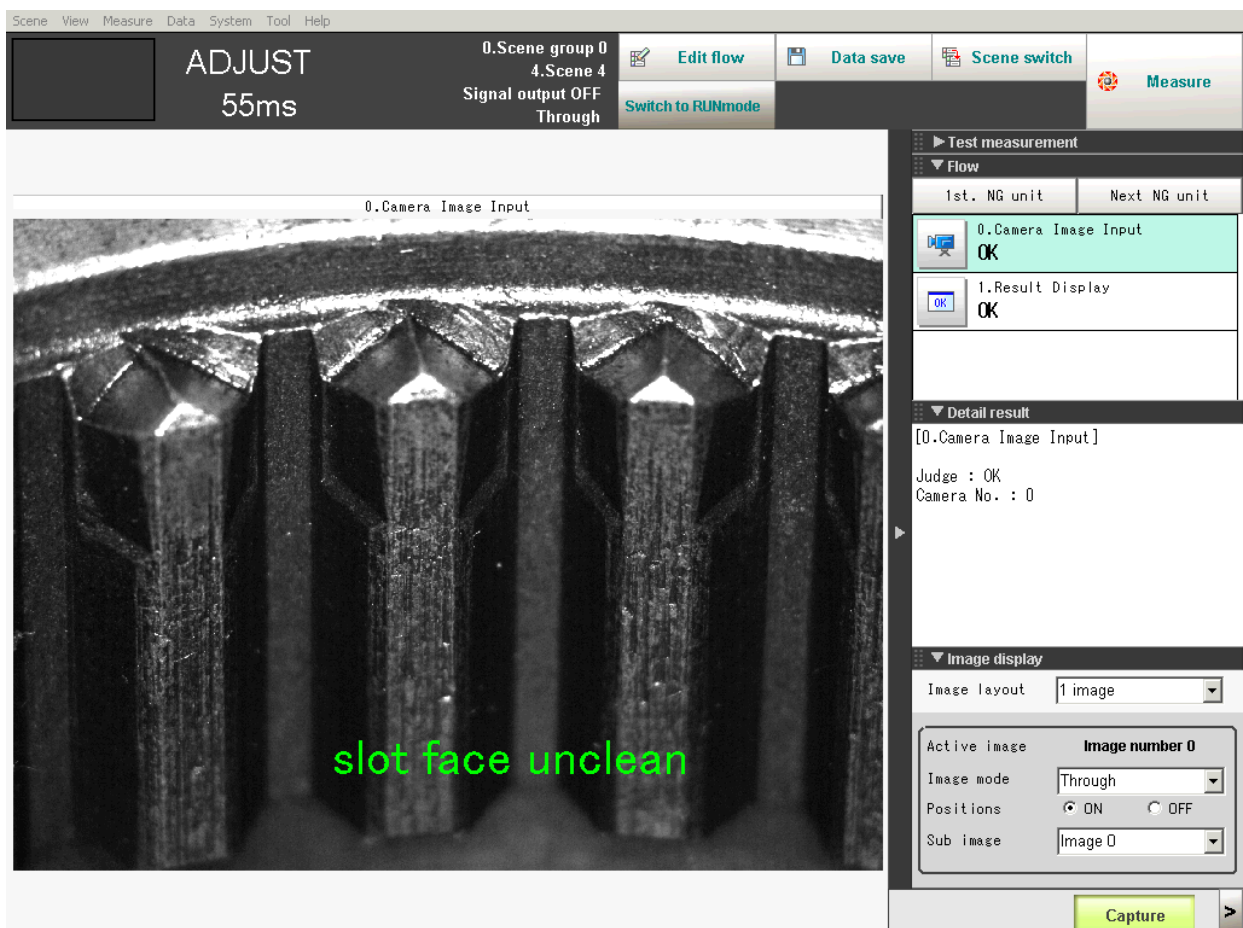 Scene View Measure Data System Tool Help
ADJUST
55ms
0.Scene group 0
4.Scene 4
Signal output OFF
Through
Edit flow
Data save
Scene switch
Switch to RUNmode
Measure
0.Camera Image Input
slot face unclean
Test measurement
Flow
1st. NG unit
Next NG unit
0.Camera Image Input
OK
OK
1.Result Display
OK
Detail result
[0.Camera Image Input]
Judge : OK
Camera No. : 0
Image display
Image layout 1 image
Active image Image number 0
Image mode Through
Positions ON OFF
Sub image Image 0
Capture >